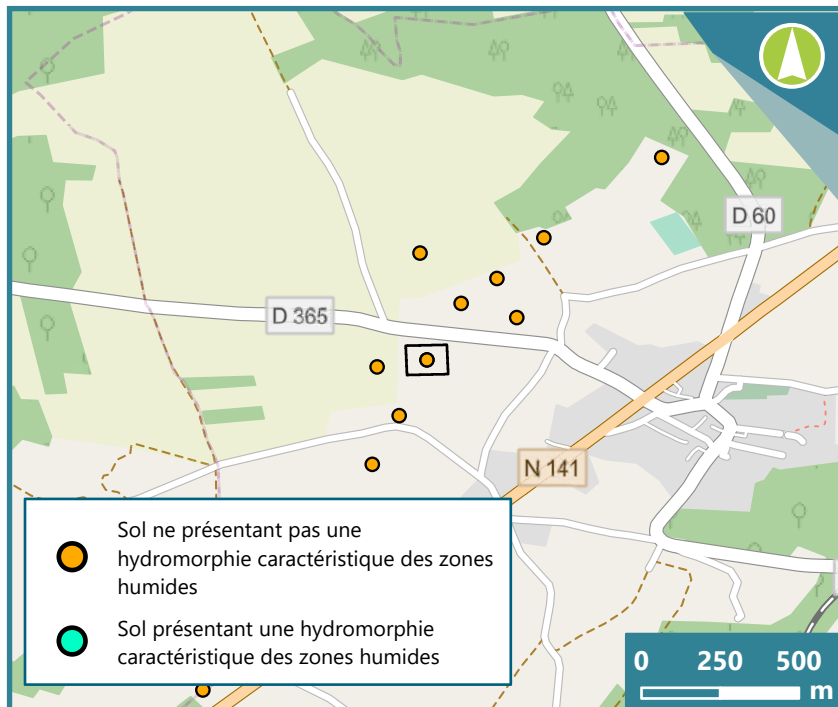 D 60
D 365
N 141
Sol ne présentant pas une
hydromorphie caractéristique des zones
humides
Sol présentant une hydromorphie
caractéristique des zones humides
0 250 500
m